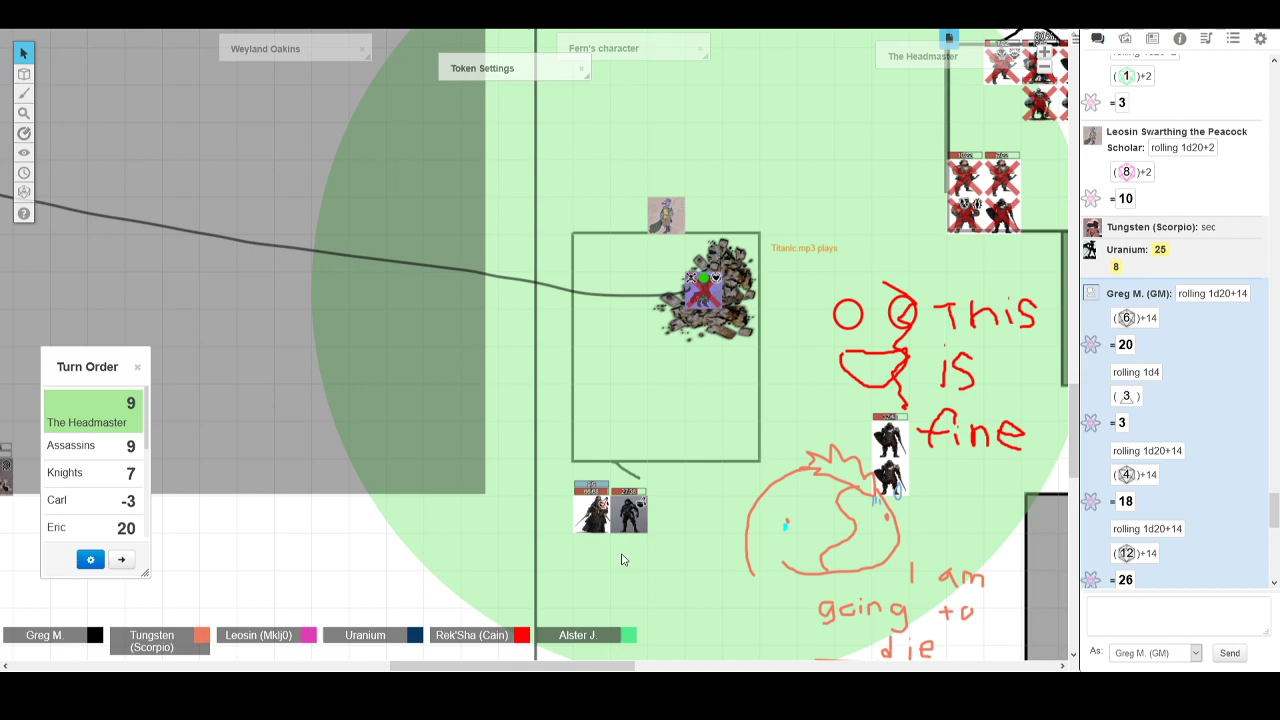 Weyland Oakins
Token Settings
Fern's character
The Headmaster
Titanic.mp3 plays
This
is
fine
I am
going to
die
Turn Order
9
The Headmaster
Assassins 9
Knights 7
Carl -3
Eric 20
Greg M.
Tungsten (Scorpio)
Leosin (Mklj0)
Uranium
Rek'Sha (Cain)
Alster J.
(1)+2
= 3
Leosin Swarthing the Peacock
Scholar: rolling 1d20+2
(8)+2
= 10
Tungsten (Scorpio): sec
Uranium: 25
8
Greg M. (GM): rolling 1d20+14
(6)+14
= 20
rolling 1d4
(3)
= 3
rolling 1d20+14
(4)+14
= 18
rolling 1d20+14
(12)+14
= 26
As: Greg M. (GM) Send